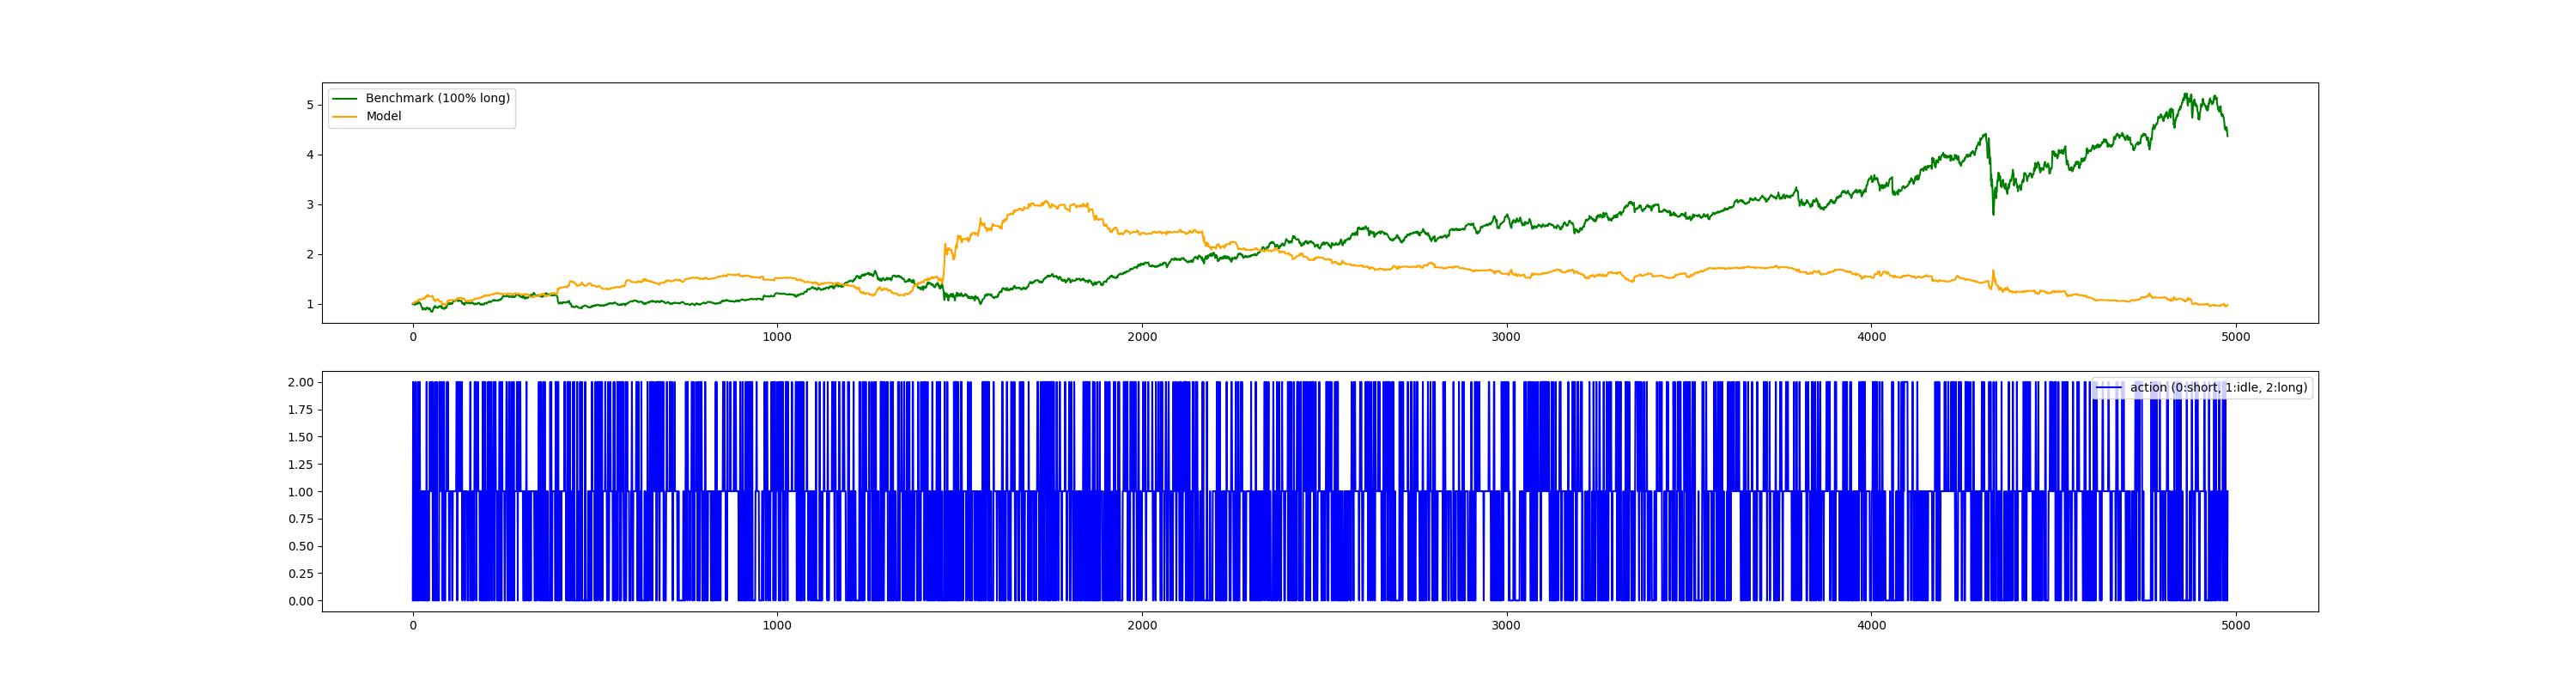 Benchmark (100% long)
Model
5
4
3
2
1
0 1000 2000 3000 4000 5000
action (0:short, 1:idle, 2:long)
2.00
1.75
1.50
1.25
1.00
0.75
0.50
0.25
0.00
0 1000 2000 3000 4000 5000